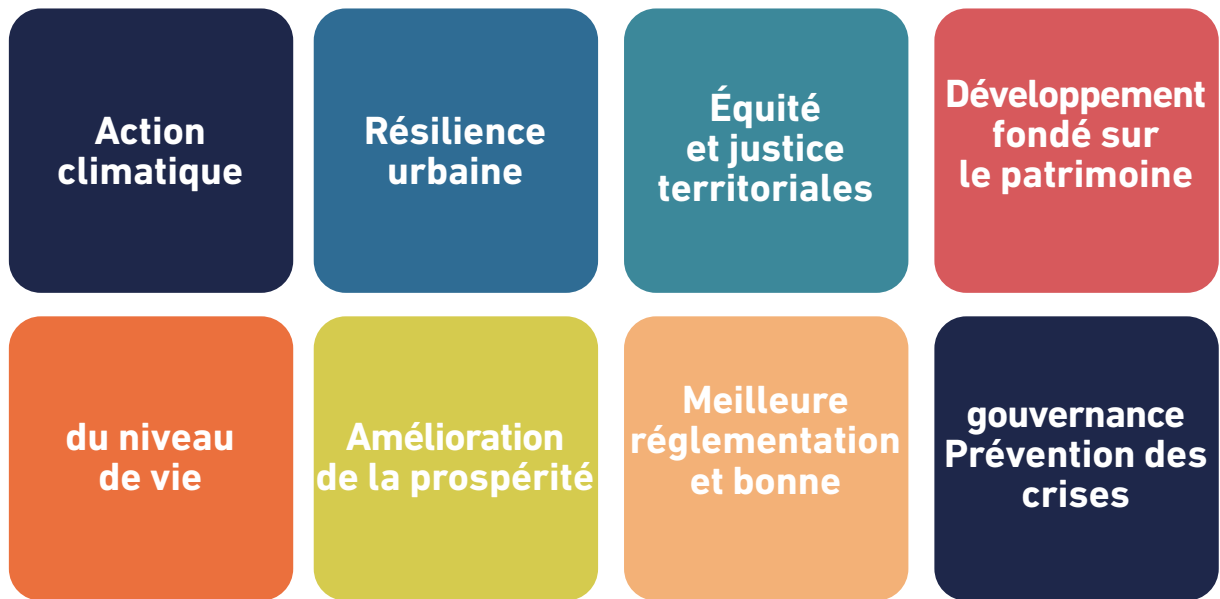 Action
climatique
Résilience
urbaine
Équité
et justice
territoriales
Développement
fondé sur
le patrimoine
du niveau
de vie
Amélioration
de la prospérité
Meilleure
réglementation
et bonne
gouvernance
Prévention des
crises